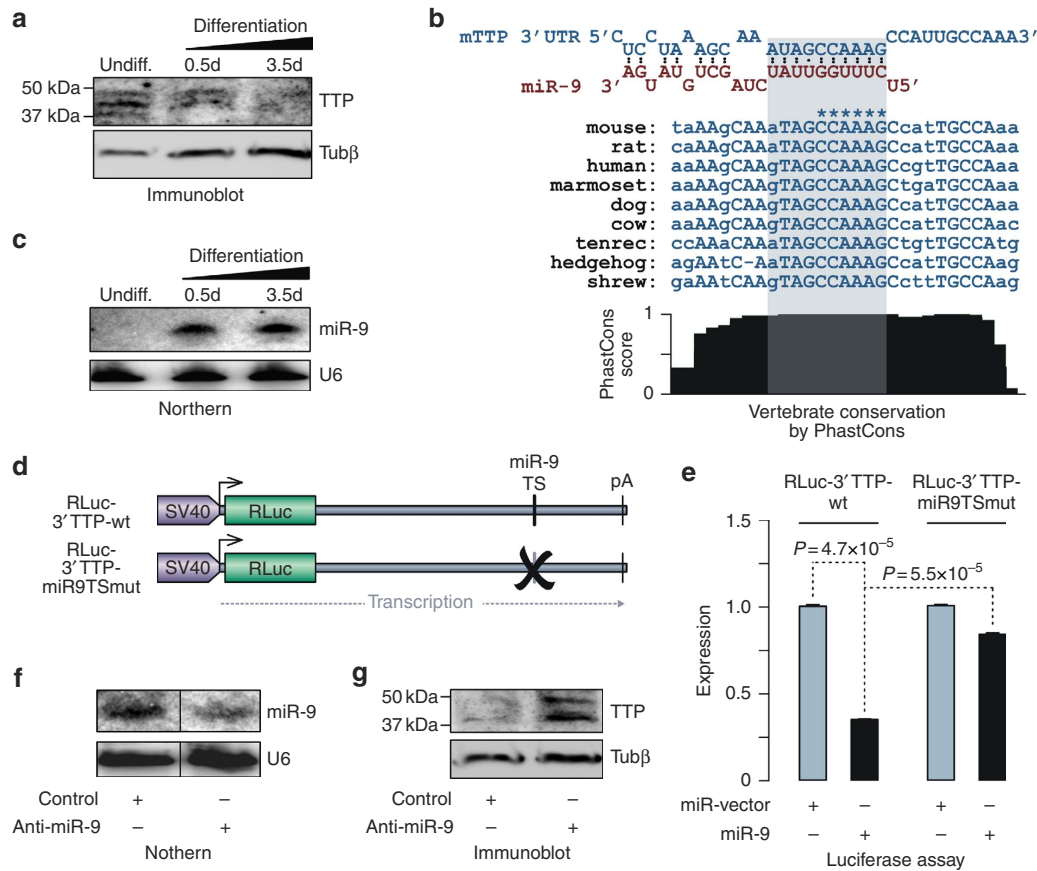 a
Differentiation
Undiff. 0.5d 3.5d
50 kDa
37 kDa
TTP
Tubβ
Immunoblot
b
mTTP 3′UTR 5′C C A AA CCAUUGCCAAA3′
UC UA AGC AUAGCCAAAG
AG AU UCG UAUUGGUUUC
miR-9 3′ U G AUC U5′
******
mouse: taAAgCAAaTAGCCAAAGCcatTGCCAaa
rat: caAAgCAAaTAGCCAAAGCcgtTGCCAaa
human: aaAAgCAAgTAGCCAAAGCcgtTGCCAaa
marmoset: aaAAgCAAgTAGCCAAAGCtgaTGCCAaa
dog: aaAAgCAAgTAGCCAAAGCcatTGCCAaa
cow: aaAAgCAAgTAGCCAAAGCcatTGCCAac
tenrec: ccAAaCAAaTAGCCAAAGCtgtTGCCAtg
hedgehog: agAAtC-AaTAGCCAAAGCcatTGCCAag
shrew: gaAAtCAAgTAGCCAAAGCcttTGCCAag
1
PhastCons
score
0
Vertebrate conservation
by PhastCons
c
Differentiation
Undiff. 0.5d 3.5d
miR-9
U6
Northern
d
miR-9
TS
pA
RLuc-
3′TTP-wt
SV40 RLuc
RLuc-
3′TTP-
miR9TSmut
SV40 RLuc
X
Transcription
e
RLuc-3′TTP-
wt
RLuc-3′TTP-
miR9TSmut
1.5
P=4.7×10⁻⁵
P=5.5×10⁻⁵
1.0
Expression
0.5
0
miR-vector + – + –
miR-9 – + – +
Luciferase assay
f
miR-9
U6
Control + –
Anti-miR-9 – +
Nothern
g
50 kDa
37 kDa
TTP
Tubβ
Control + –
Anti-miR-9 – +
Immunoblot